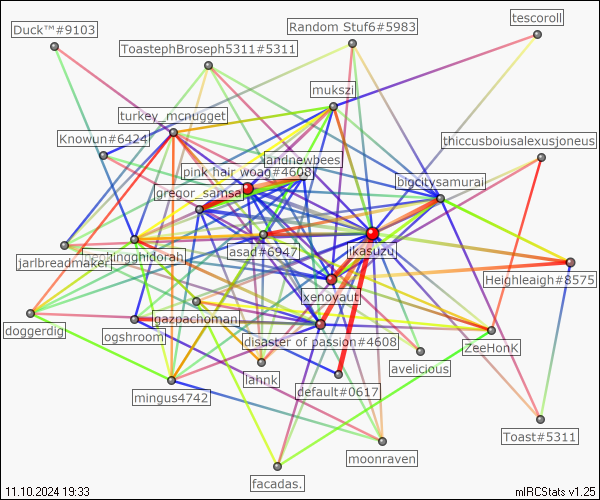 Duck™#9103
tescoroll
Random Stuf6#5983
ToastephBroseph5311#5311
mukszi
turkey_mcnugget
Knowun#6424
thiccusboiusalexusjoneus
landnewbees
pink hair woag#4608
bigcitysamurai
gregor_samsa
jarlbreadmaker
asad#6947
ikasuzu
Heighleaigh#8575
xenovaut
doggerdig
ogshroom
gazpachoman
disaster of passion#4608
ZeeHonK
lahnk
avelicious
mingus4742
default#0617
Toast#5311
moonraven
facadas.
11.10.2024 19:33
mIRCStats v1.25